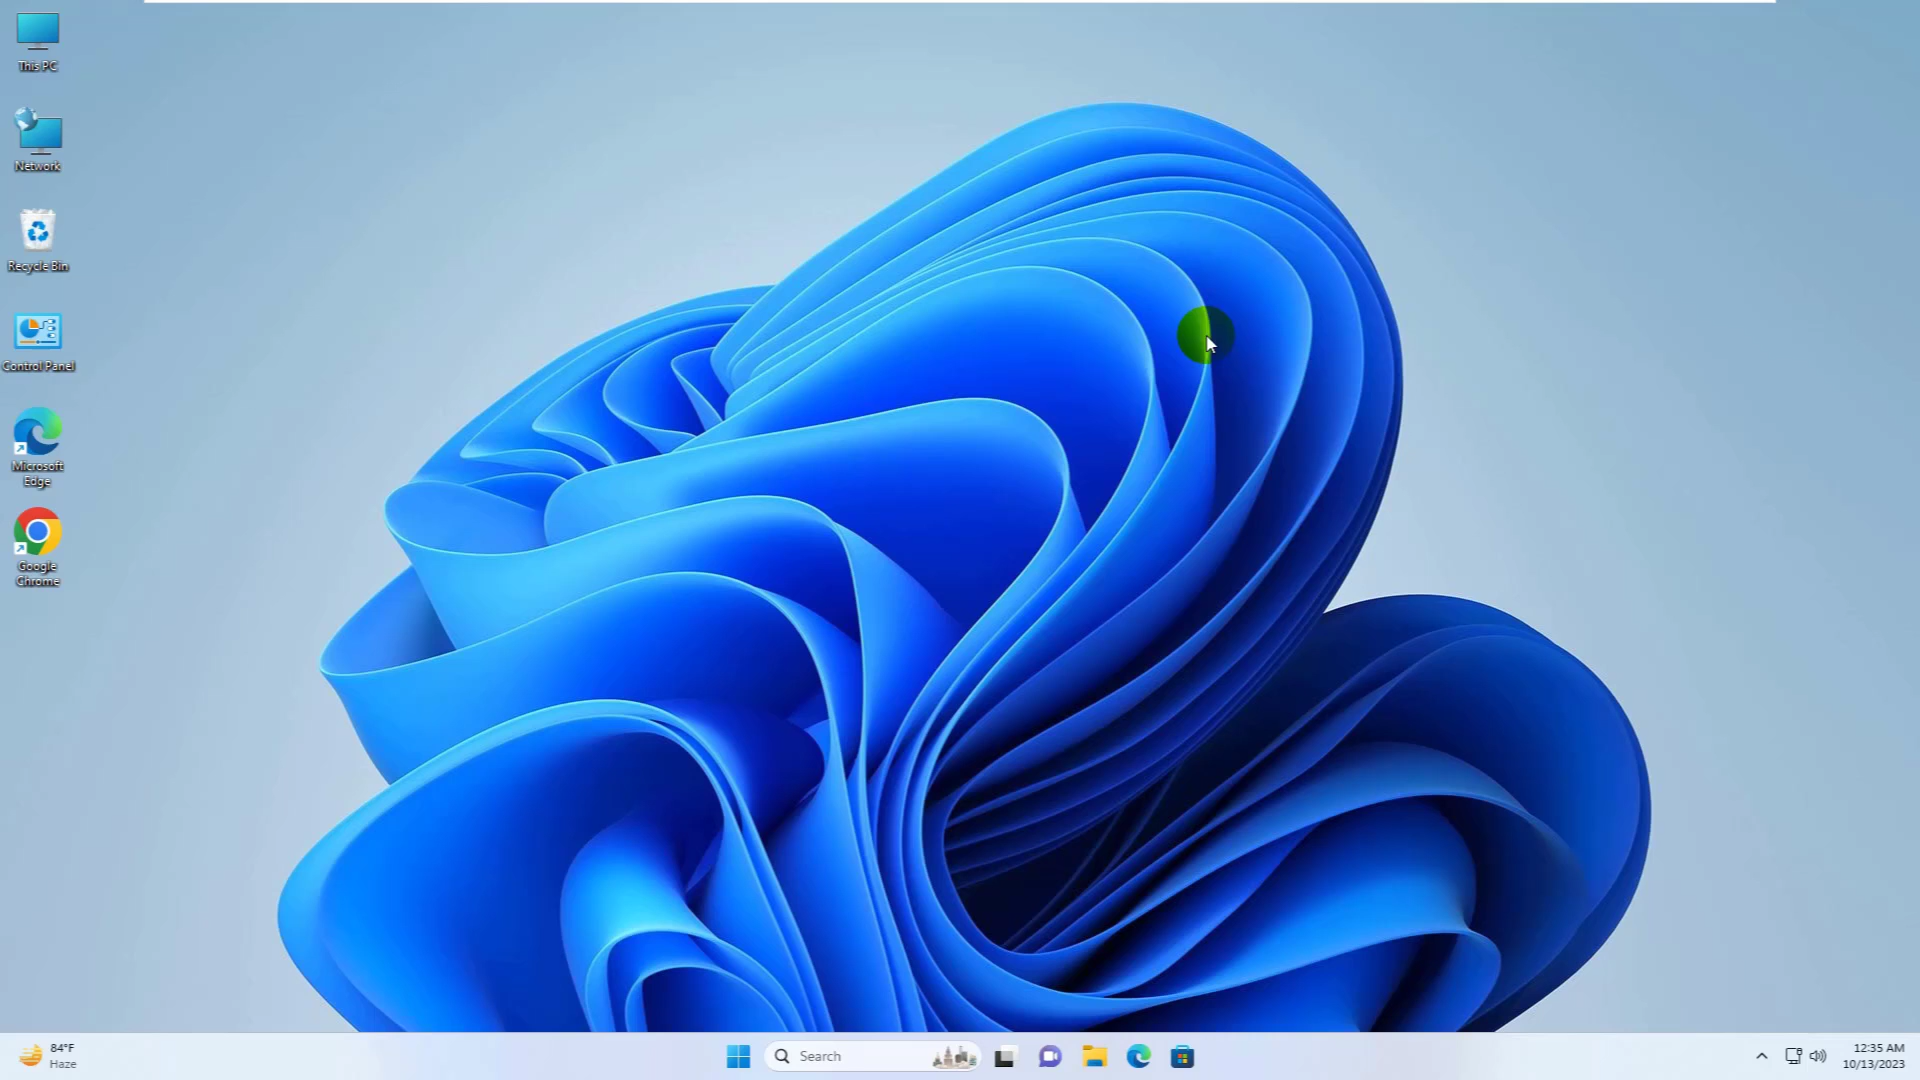 This PC
Network
Recycle Bin
Control Panel
Microsoft
Edge
Google
Chrome
84°F
Haze
Search
12:35 AM
10/13/2023